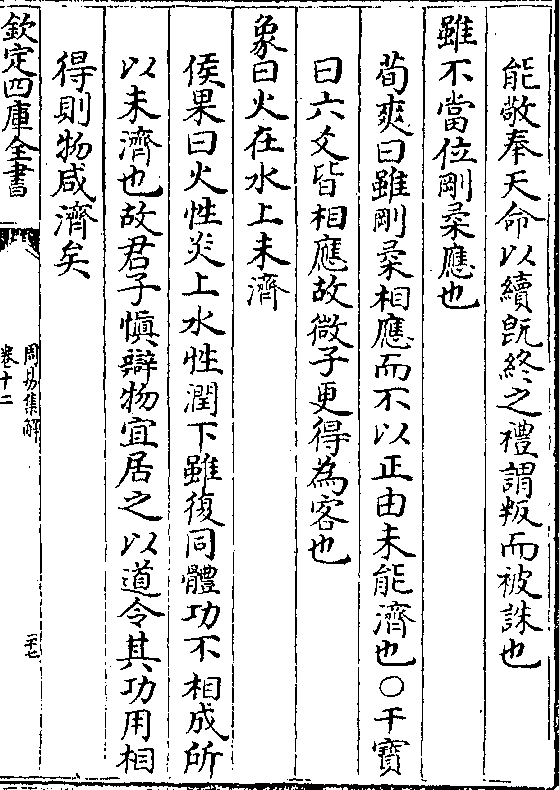 能敬奉天命以續旣終之禮謂叛而被誅也
雖不當位剛柔應也
荀爽曰雖剛柔相應而不以正由未能濟也○干寶
曰六爻皆相應故微子更得為客也
象曰火在水上未濟
侯果曰火性炎上水性潤下雖復同體功不相成所
以未濟也故君子慎辯物宜居之以道令其功用相
得則物咸濟矣
欽定四庫全書
周易集解
卷十二
二十七